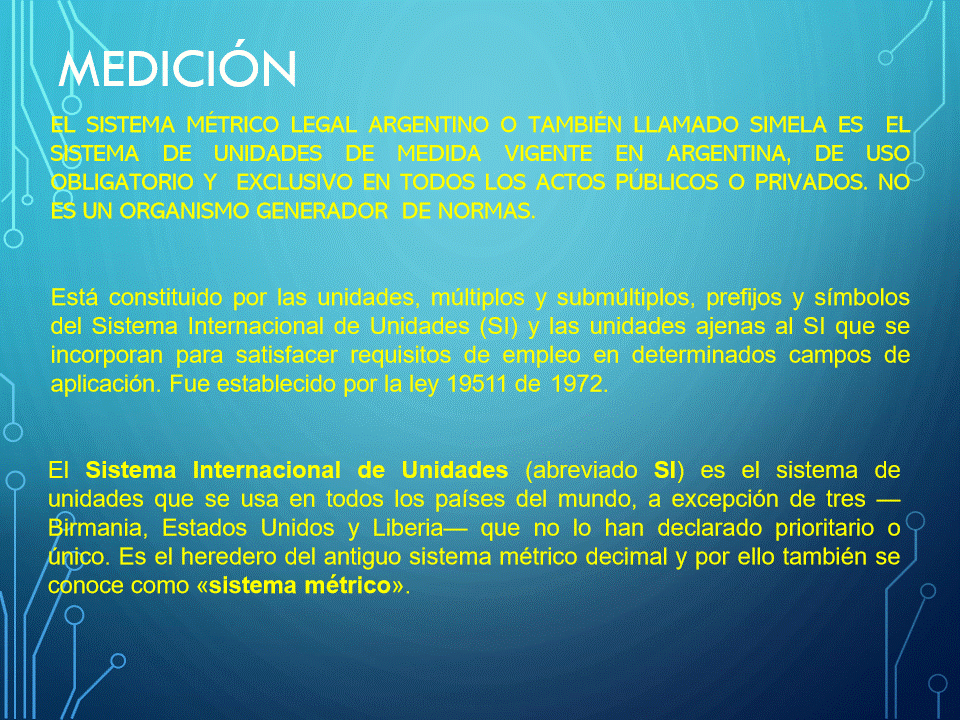 MEDICIÓN
EL SISTEMA MÉTRICO LEGAL ARGENTINO O TAMBIÉN LLAMADO SIMELA ES EL
SISTEMA DE UNIDADES DE MEDIDA VIGENTE EN ARGENTINA, DE USO
OBLIGATORIO Y EXCLUSIVO EN TODOS LOS ACTOS PÚBLICOS O PRIVADOS. NO
ES UN ORGANISMO GENERADOR DE NORMAS.
Está constituido por las unidades, múltiplos y submúltiplos, prefijos y símbolos
del Sistema Internacional de Unidades (SI) y las unidades ajenas al SI que se
incorporan para satisfacer requisitos de empleo en determinados campos de
aplicación. Fue establecido por la ley 19511 de 1972.
El Sistema Internacional de Unidades (abreviado SI) es el sistema de
unidades que se usa en todos los países del mundo, a excepción de tres —
Birmania, Estados Unidos y Liberia— que no lo han declarado prioritario o
único. Es el heredero del antiguo sistema métrico decimal y por ello también se
conoce como «sistema métrico».